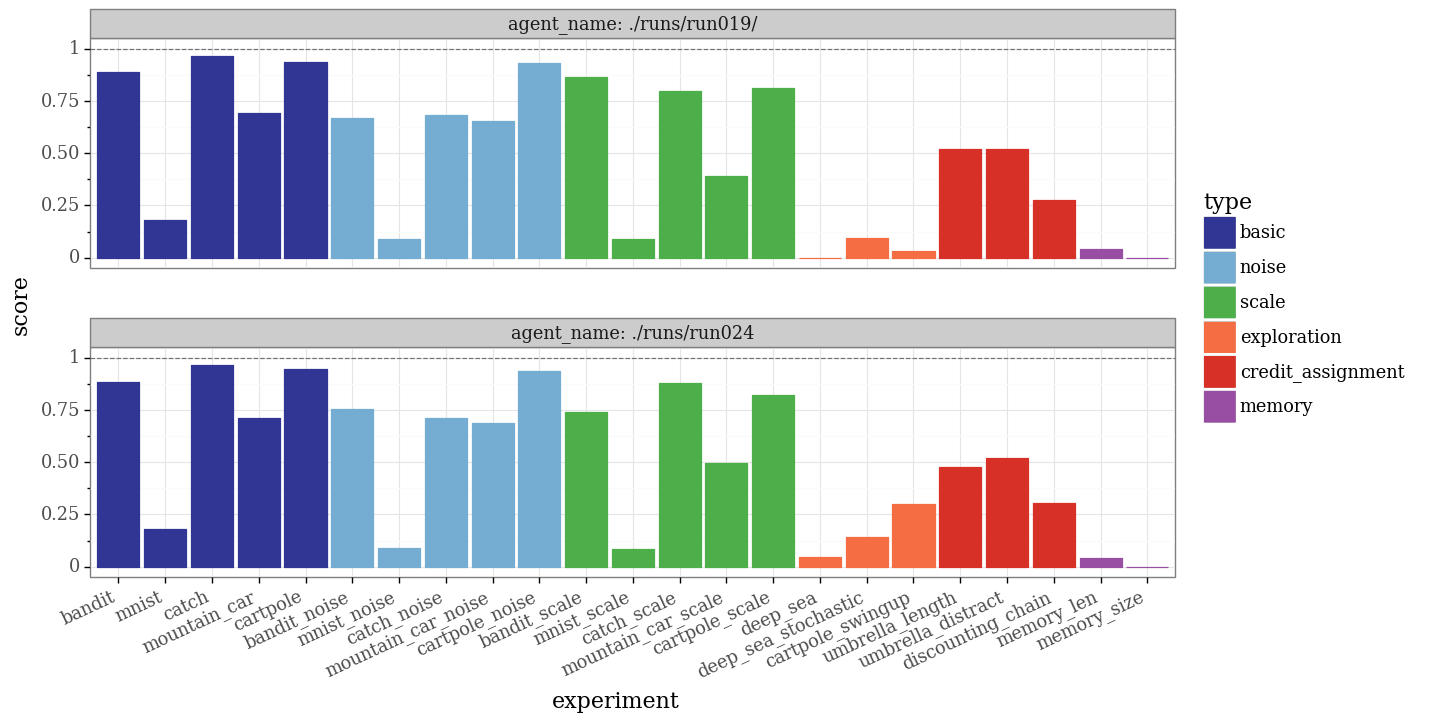 agent_name: ./runs/run019/
1
0.75
0.50
0.25
0
score
agent_name: ./runs/run024
1
0.75
0.50
0.25
0
bandit
mnist
catch
mountain_car
cartpole
bandit_noise
mnist_noise
catch_noise
mountain_car_noise
cartpole_noise
bandit_scale
mnist_scale
catch_scale
mountain_car_scale
cartpole_scale
deep_sea
deep_sea_stochastic
cartpole_swingup
umbrella_length
umbrella_distract
discounting_chain
memory_len
memory_size
experiment
type
basic
noise
scale
exploration
credit_assignment
memory